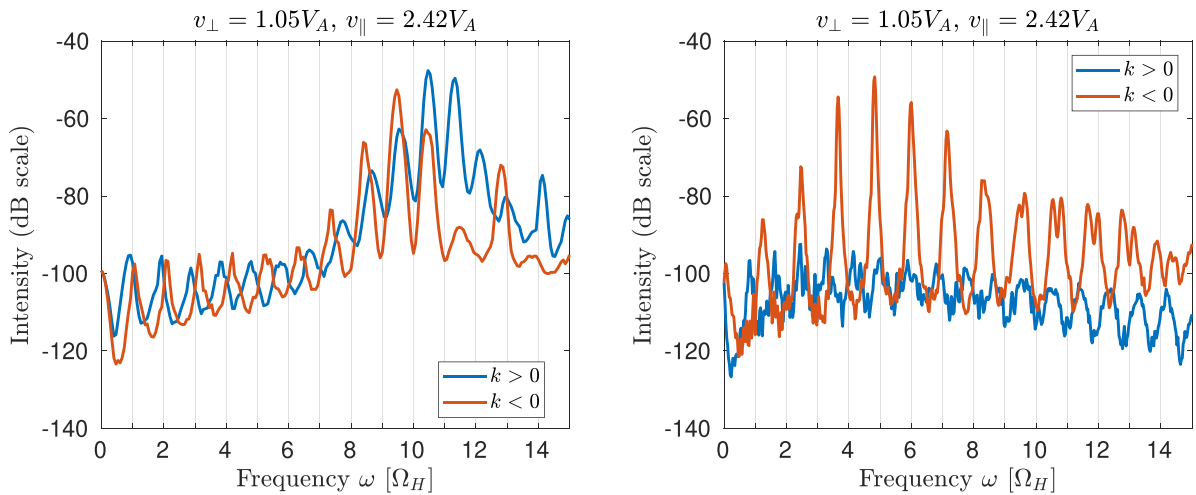 v⊥ = 1.05V_A, v∥ = 2.42V_A
-40
-60
-80
-100
-120
-140
Intensity (dB scale)
k > 0
k < 0
0 2 4 6 8 10 12 14
Frequency ω [Ω_H]
v⊥ = 1.05V_A, v∥ = 2.42V_A
-40
-60
-80
-100
-120
-140
Intensity (dB scale)
k > 0
k < 0
0 2 4 6 8 10 12 14
Frequency ω [Ω_H]